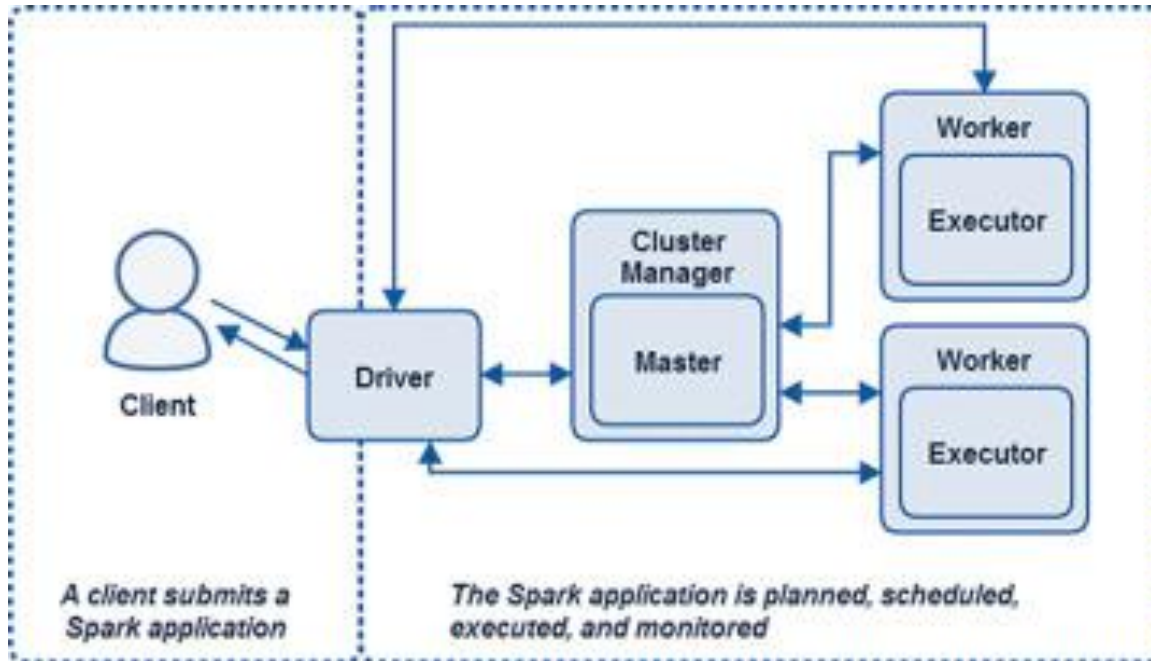 Client
Driver
Cluster
Manager
Master
Worker
Executor
Worker
Executor
A client submits a
Spark application
The Spark application is planned, scheduled,
executed, and monitored